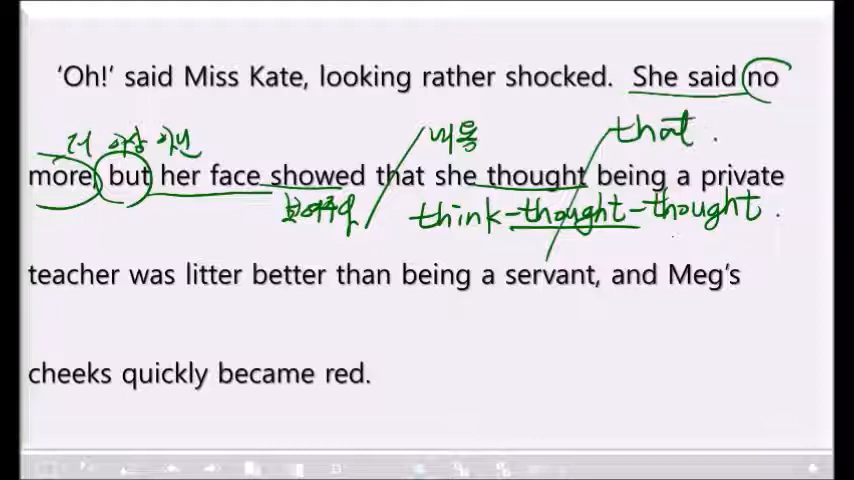 ‘Oh!’ said Miss Kate, looking rather shocked. She said no
더 이상 아닌
내용
that.
more, but her face showed that she thought being a private
보여주어
think-thought-thought.
teacher was litter better than being a servant, and Meg’s
cheeks quickly became red.